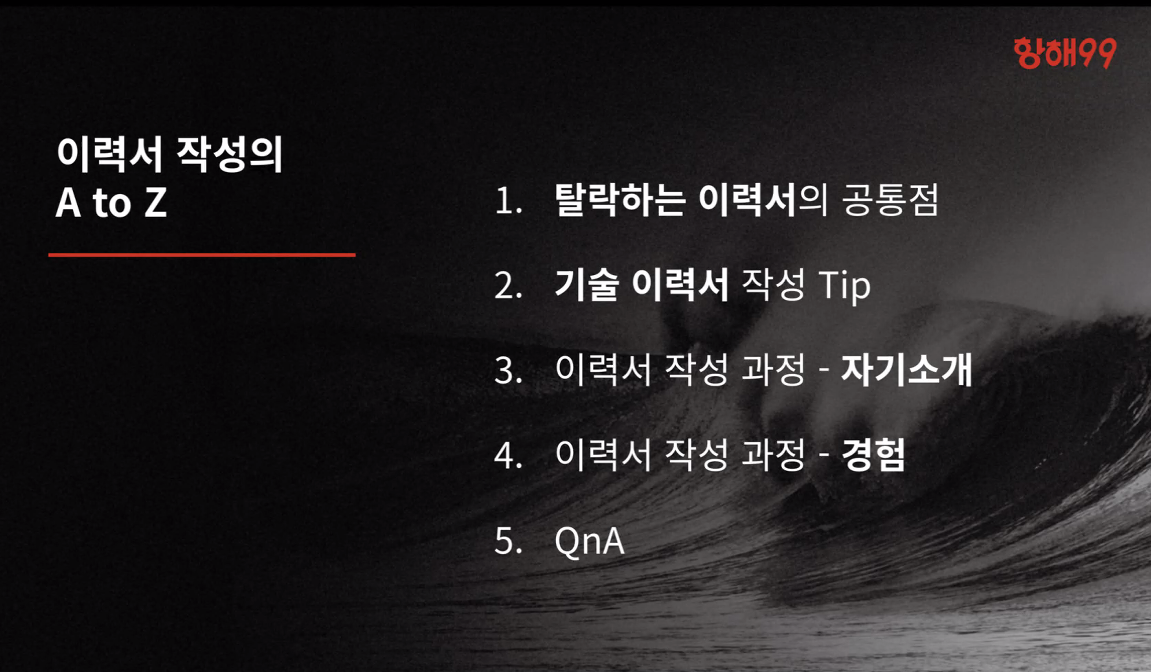 항해99
이력서 작성의
A to Z
1. 탈락하는 이력서의 공통점
2. 기술 이력서 작성 Tip
3. 이력서 작성 과정 - 자기소개
4. 이력서 작성 과정 - 경험
5. QnA